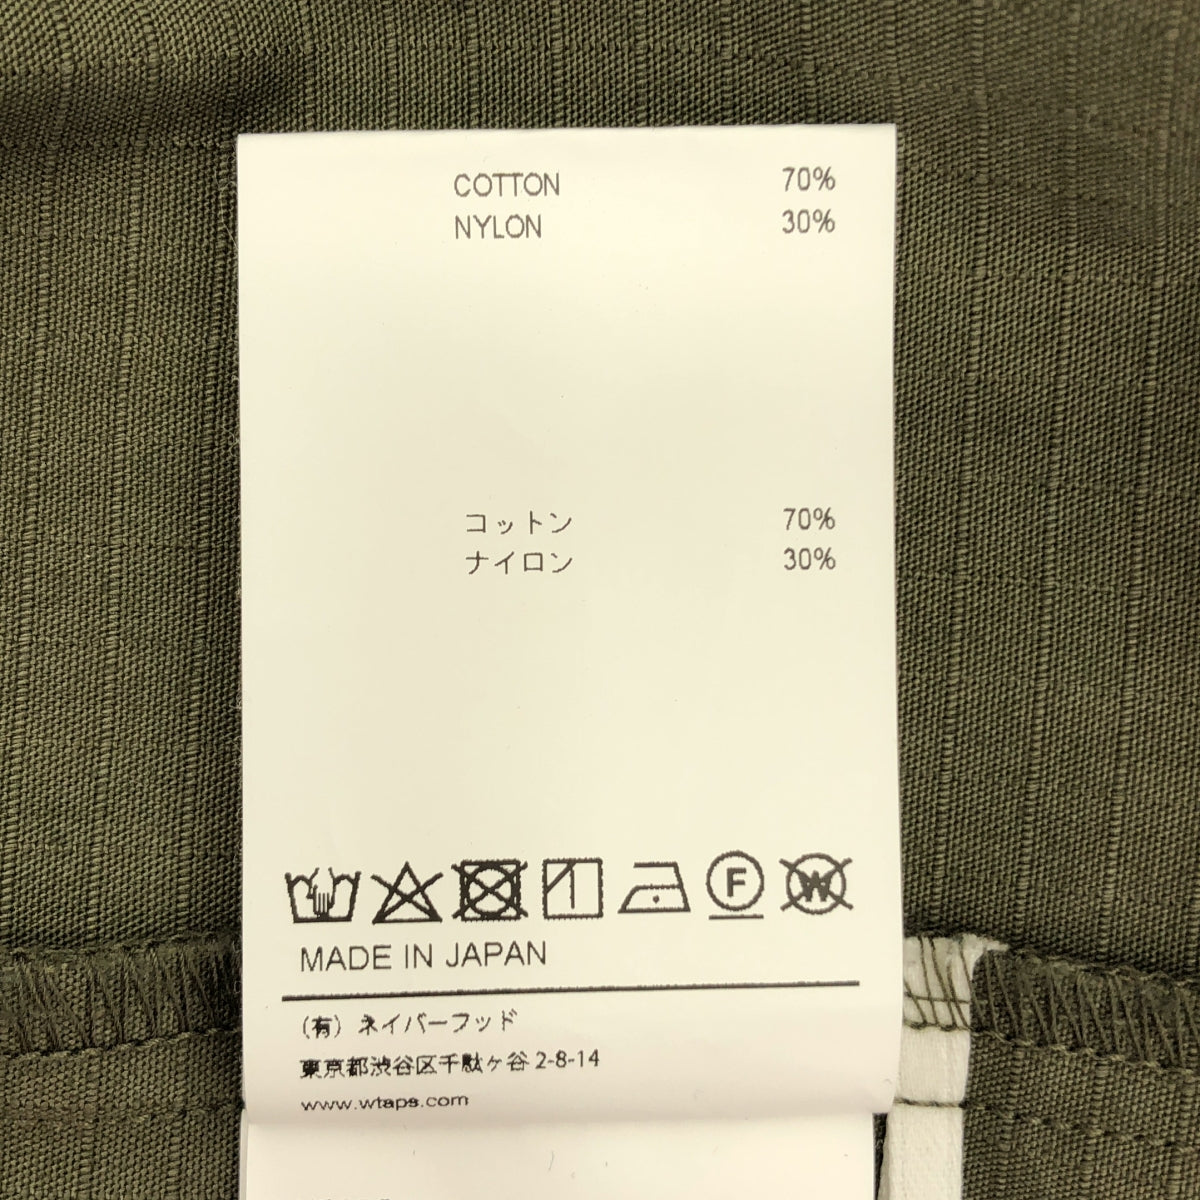 COTTON 70%
NYLON 30%
コットン 70%
ナイロン 30%
F W
MADE IN JAPAN
(有) ネイバーフッド
東京都渋谷区千駄ヶ谷 2-8-14
www.wtaps.com